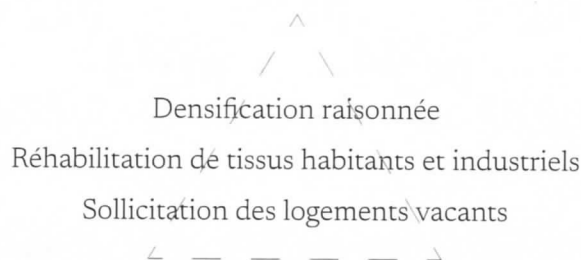 Densification raisonnée
Réhabilitation de tissus habitants et industriels
Sollicitation des logements vacants